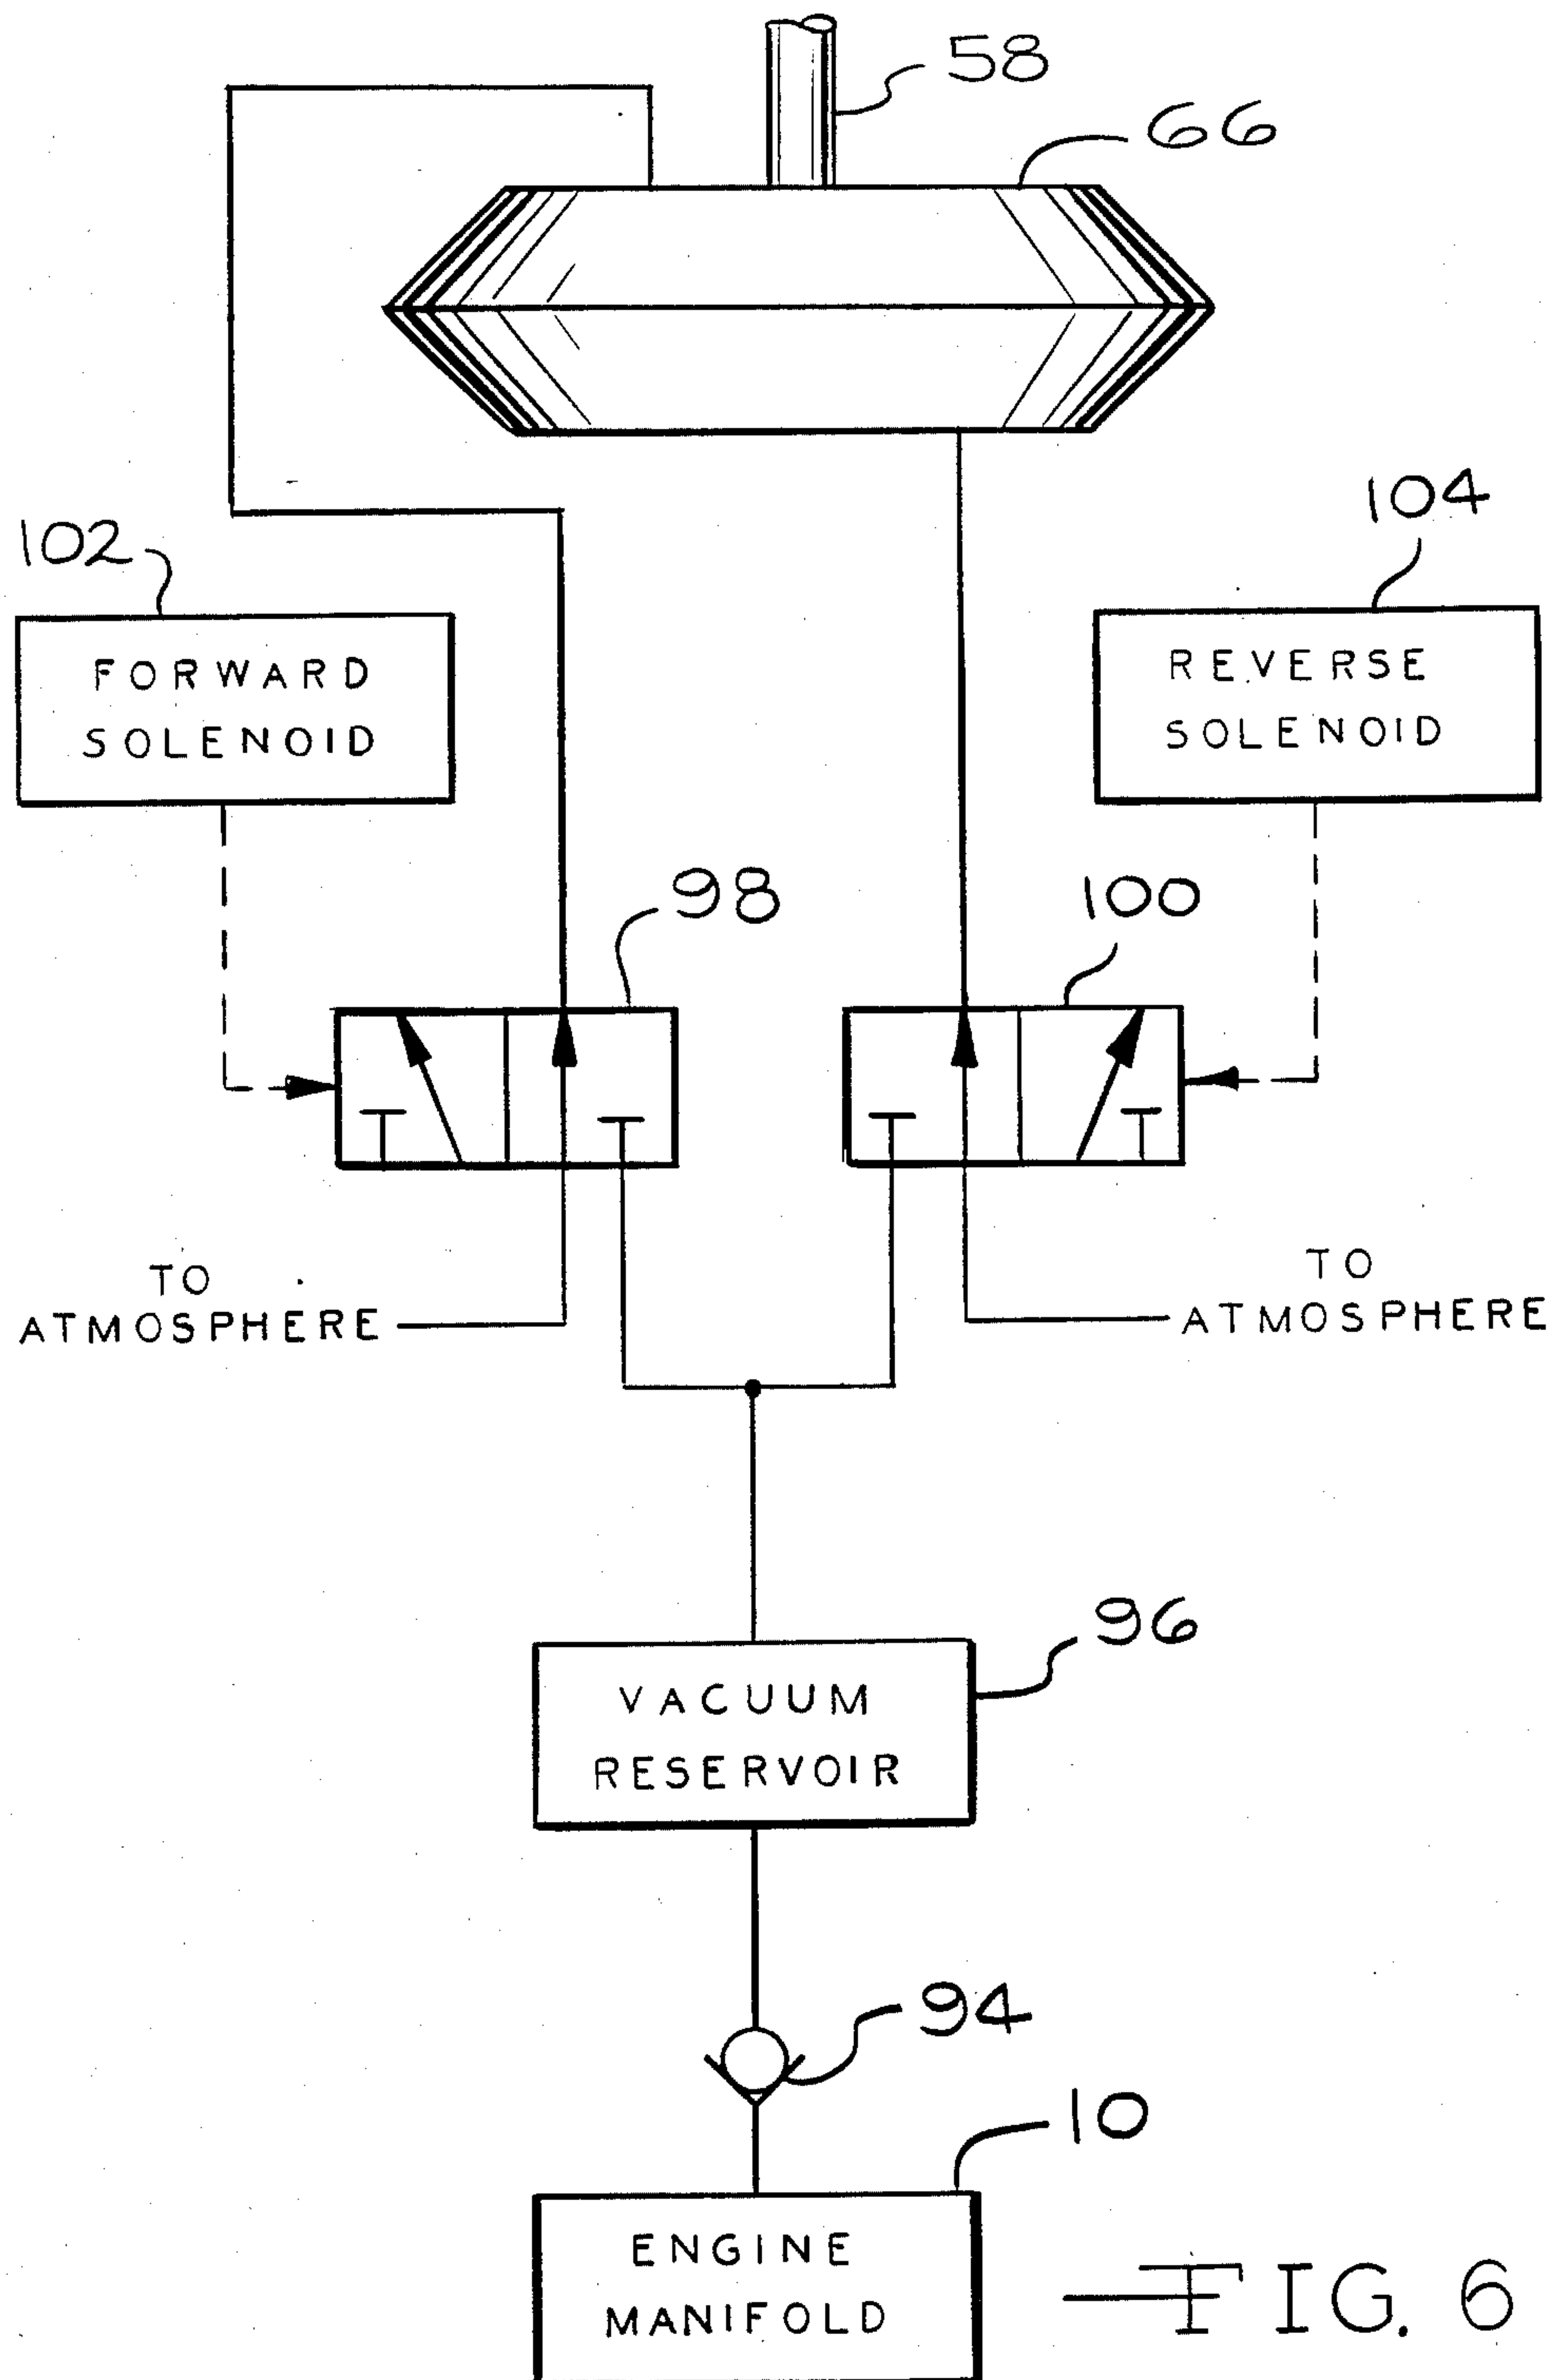 58
66
104
102
FORWARD
SOLENOID
REVERSE
SOLENOID
98
100
TO
ATMOSPHERE
TO
ATMOSPHERE
96
VACUUM
RESERVOIR
94
10
ENGINE
MANIFOLD
FIG. 6